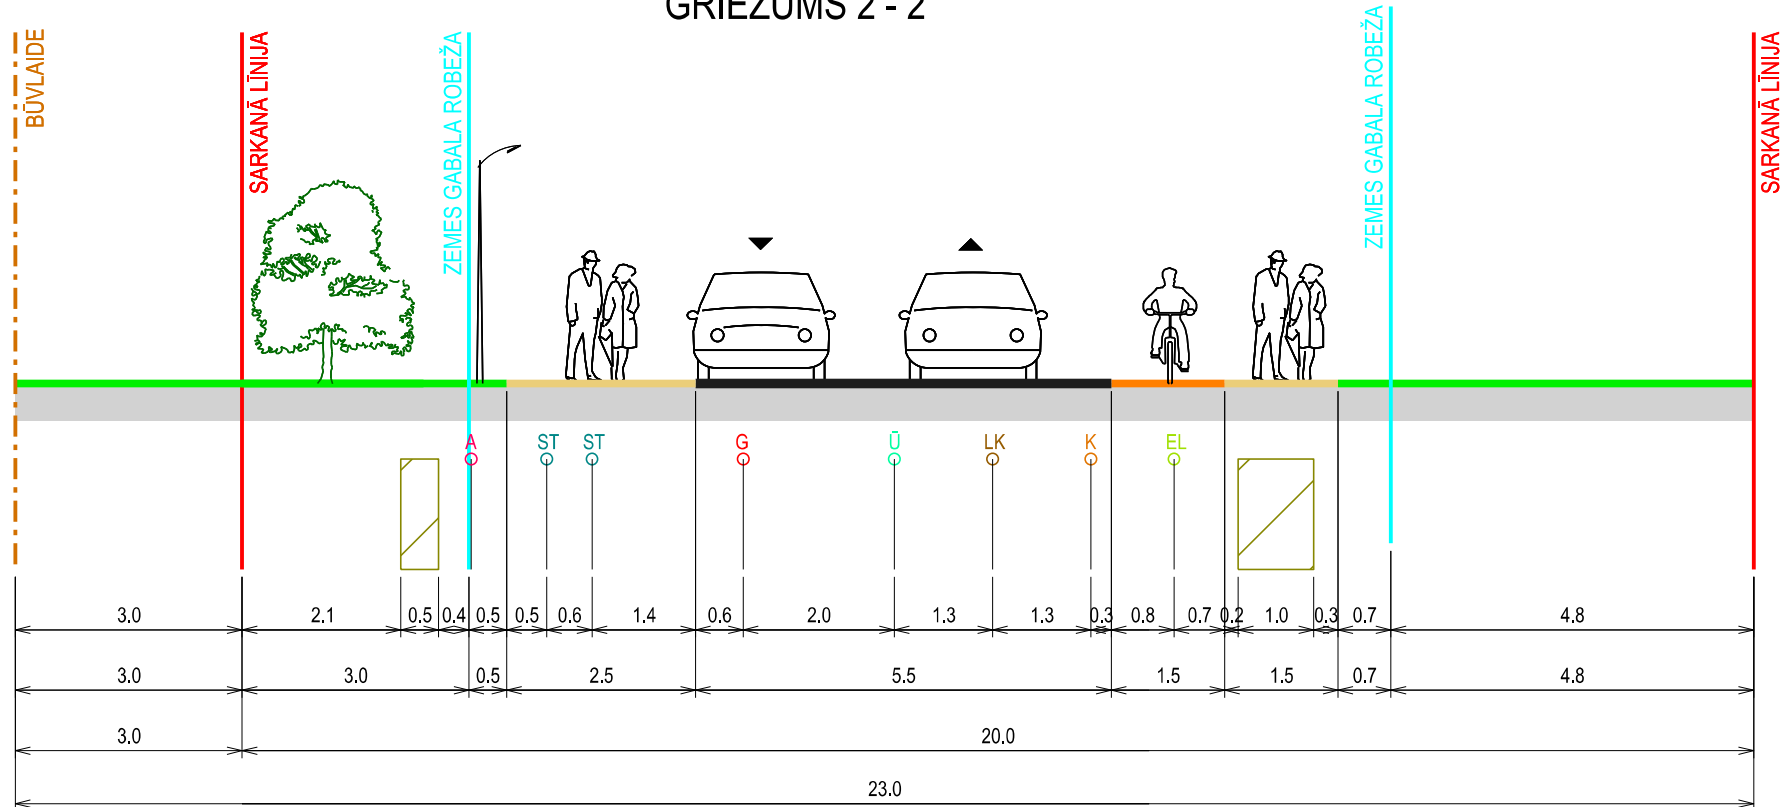 GRIEZUMS 2 - 2
BŪVLAIDE
SARKANĀ LĪNIJA
ZEMES GABALA ROBEŽA
ZEMES GABALA ROBEŽA
SARKANĀ LĪNIJA
A ST ST G Ū LK K EL
3.0 2.1 0.5 0.4 0.5 0.5 0.6 1.4 0.6 2.0 1.3 1.3 0.3 0.8 0.7 0.2 1.0 0.3 0.7 4.8
3.0 3.0 0.5 2.5 5.5 1.5 1.5 0.7 4.8
3.0 20.0
23.0